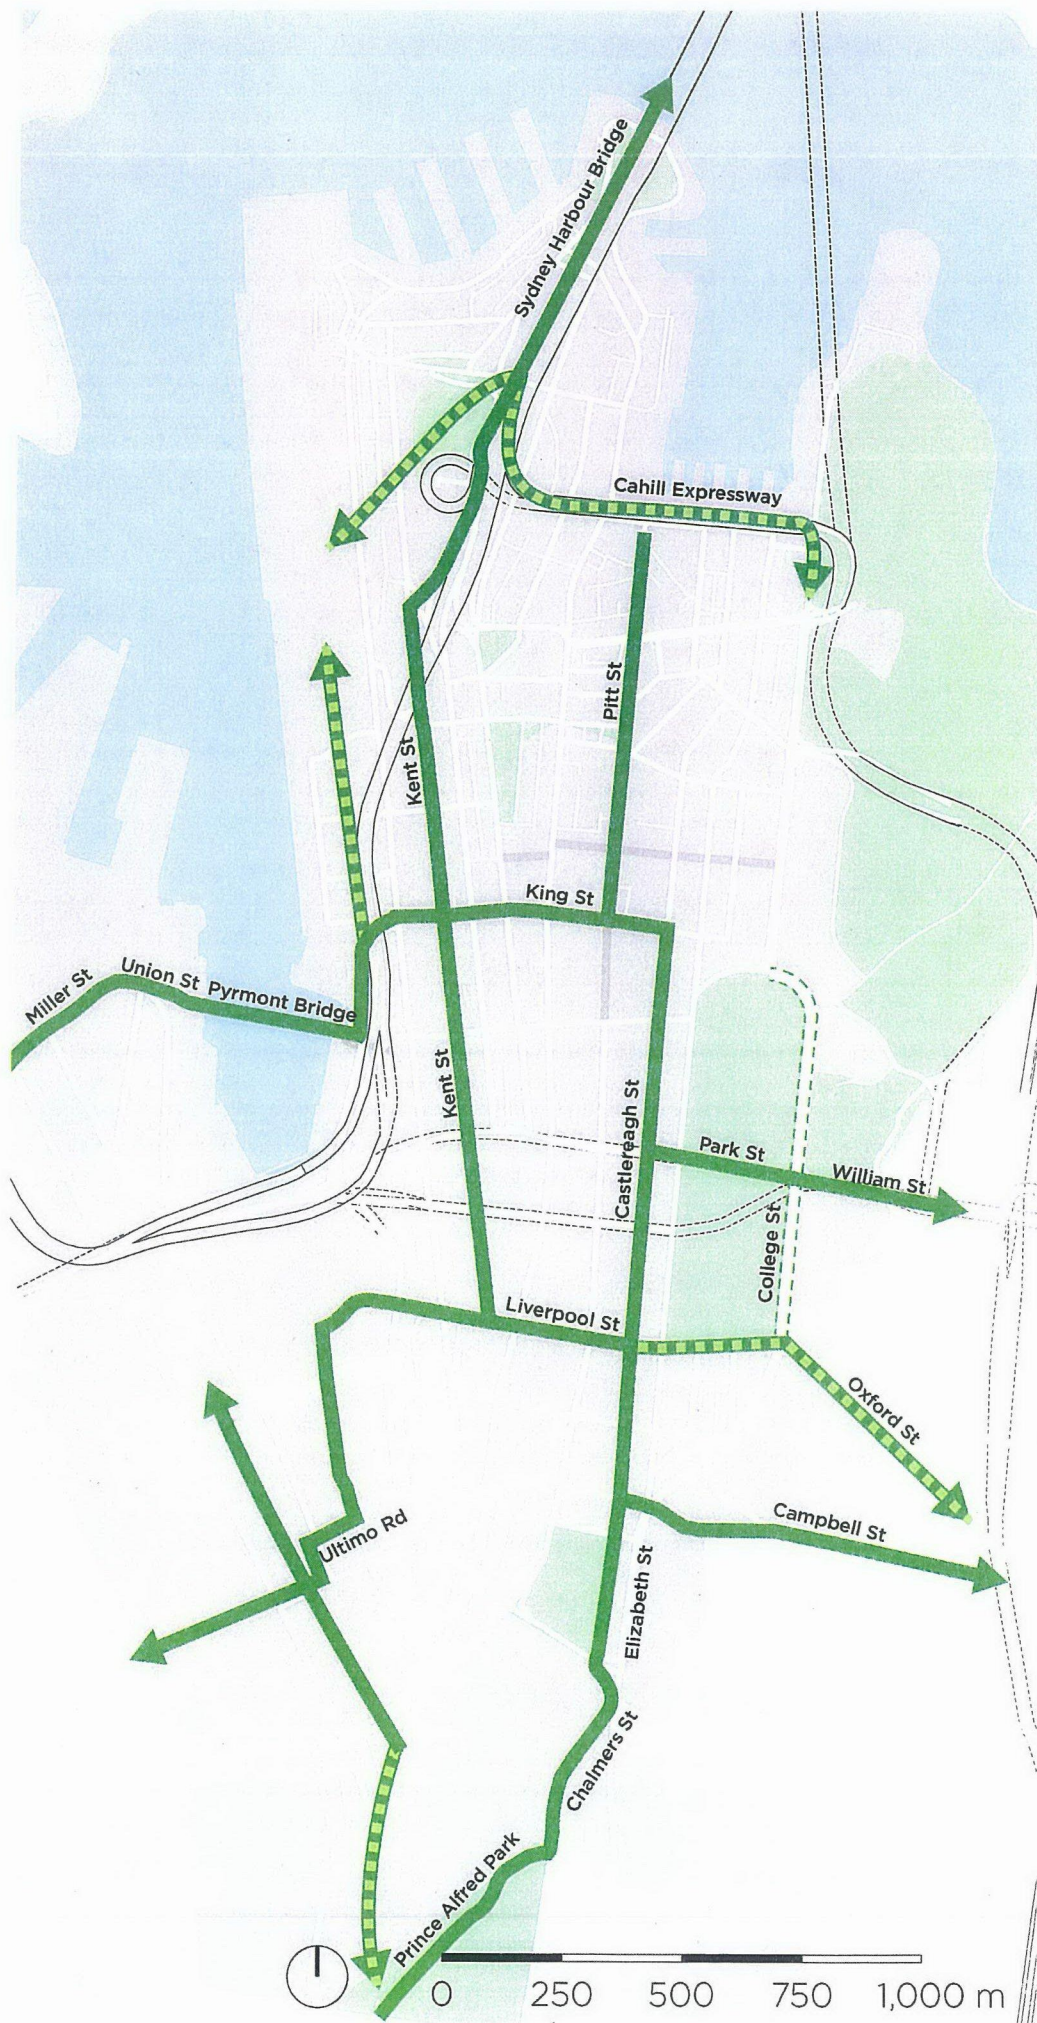 Sydney Harbour Bridge
Cahill Expressway
Pitt St
Kent St
King St
Miller St
Union St
Pyrmont Bridge
Kent St
Castlereagh St
Park St
William St
College St
Liverpool St
Oxford St
Campbell St
Ultimo Rd
Elizabeth St
Chalmers St
Prince Alfred Park
0 250 500 750 1,000 m